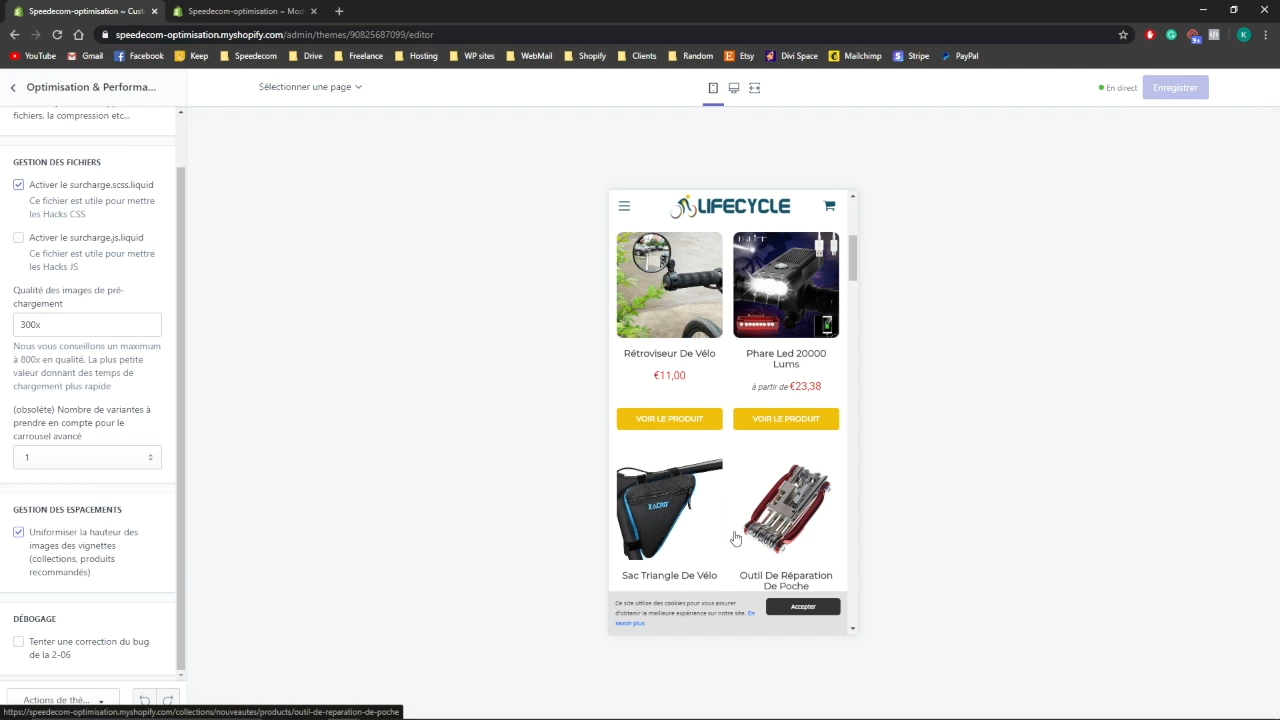 Speedecom-optimisation ~ Cust
Speedecom-optimisation ~ Mod
speedecom-optimisation.myshopify.com/admin/themes/90825687099/editor
K
YouTube
Gmail
Facebook
Keep
Speedecom
Drive
Freelance
Hosting
WP sites
WebMail
Shopify
Clients
Random
Etsy
Divi Space
Mailchimp
Stripe
PayPal
Optimisation & Performa...
Sélectionner une page
En direct
Enregistrer
fichiers, la compression etc...
GESTION DES FICHIERS
Activer le surcharge.scss.liquid
Ce fichier est utile pour mettre
les Hacks CSS
Activer le surcharge.js.liquid
Ce fichier est utile pour mettre
les Hacks JS
Qualité des images de pré-
chargement
300x
Nous vous conseillons un maximum
à 800x en qualité. La plus petite
valeur donnant des temps de
chargement plus rapide
(obsolète) Nombre de variantes à
prendre en compte pour le
carrousel avancé
1
GESTION DES ESPACEMENTS
Uniformiser la hauteur des
images des vignettes
(collections, produits
recommandés)
DÉBOGAGE
Tenter une correction du bug
de la 2-06
Actions de thé...
https://speedecom-optimisation.myshopify.com/collections/nouveautes/products/outil-de-reparation-de-poche
LIFECYCLE
Rétroviseur De Vélo
€11,00
VOIR LE PRODUIT
Phare Led 20000
Lums
à partir de €23,38
VOIR LE PRODUIT
Sac Triangle De Vélo
Outil De Réparation
De Poche
Ce site utilise des cookies pour vous assurer
d'obtenir la meilleure expérience sur notre site. En
savoir plus
Accepter